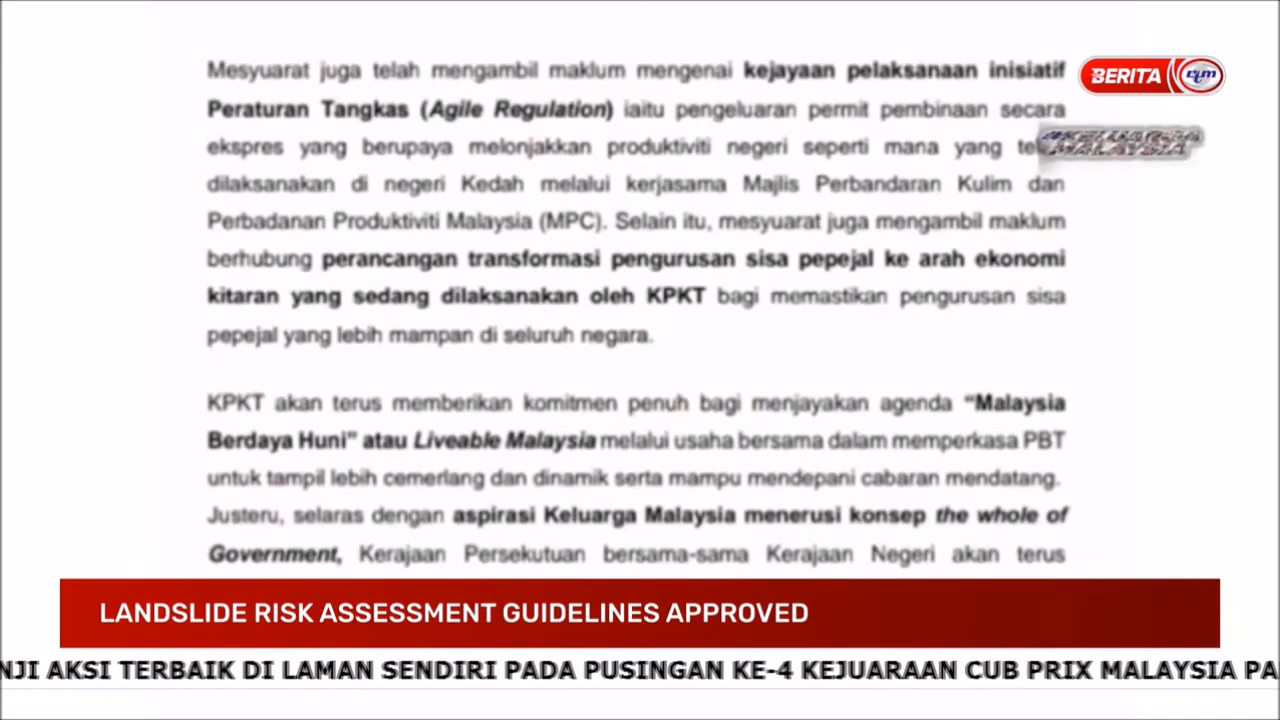 Mesyuarat juga telah mengambil maklum mengenai kejayaan pelaksanaan inisiatif
Peraturan Tangkas (Agile Regulation) iaitu pengeluaran permit pembinaan secara
ekspres yang berupaya melonjakkan produktiviti negeri seperti mana yang
dilaksanakan di negeri Kedah melalui kerjasama Majlis Perbandaran Kulim dan
Perbadanan Produktiviti Malaysia (MPC). Selain itu, mesyuarat juga mengambil maklum
berhubung perancangan transformasi pengurusan sisa pepejal ke arah ekonomi
kitaran yang sedang dilaksanakan oleh KPKT bagi memastikan pengurusan sisa
pepejal yang lebih mampan di seluruh negara.
KPKT akan terus memberikan komitmen penuh bagi menjayakan agenda “Malaysia
Berdaya Huni” atau Liveable Malaysia melalui usaha bersama dalam memperkasa PBT
untuk tampil lebih cemerlang dan dinamik serta mampu mendepani cabaran mendatang.
Justeru, selaras dengan aspirasi Keluarga Malaysia menerusi konsep the whole of
Government, Kerajaan Persekutuan bersama-sama Kerajaan Negeri akan terus
BERITA rtm
MALAYSIA
LANDSLIDE RISK ASSESSMENT GUIDELINES APPROVED
NJI AKSI TERBAIK DI LAMAN SENDIRI PADA PUSINGAN KE-4 KEJUARAAN CUB PRIX MALAYSIA PA